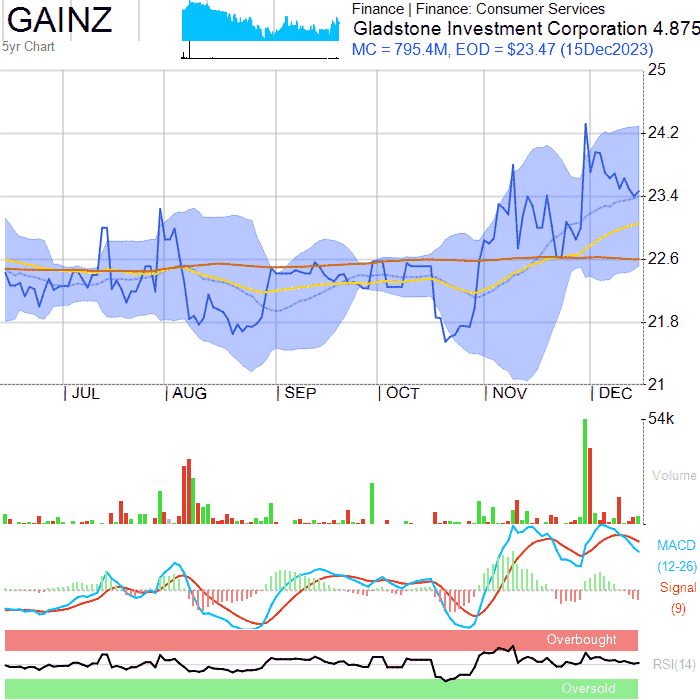 GAINZ
5yr Chart
Finance | Finance: Consumer Services
Gladstone Investment Corporation 4.875
MC = 795.4M, EOD = $23.47 (15Dec2023)
25
24.2
23.4
22.6
21.8
21
JUL AUG SEP OCT NOV DEC
54k
Volume
MACD
(12-26)
Signal
(9)
Overbought
RSI(14)
Oversold